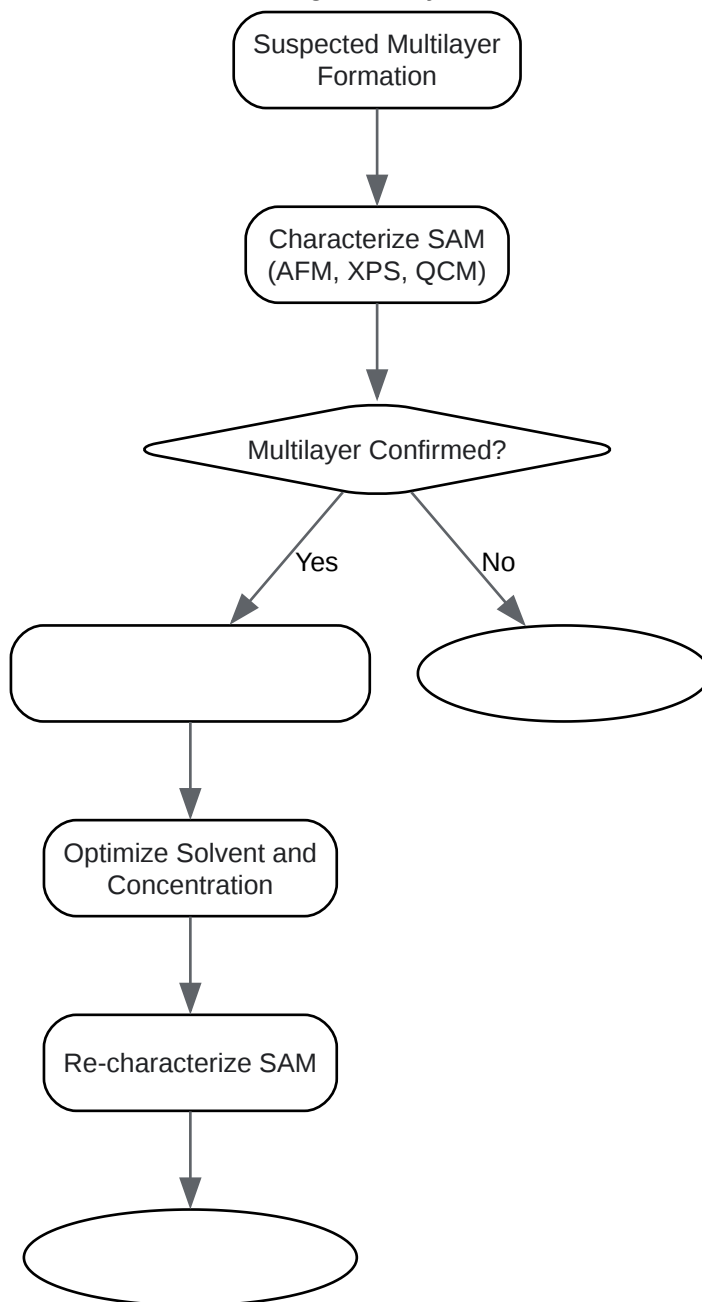 Suspected Multilayer
Formation
Characterize SAM
(AFM, XPS, QCM)
Multilayer Confirmed?
Yes
No
Optimize Solvent and
Concentration
Re-characterize SAM